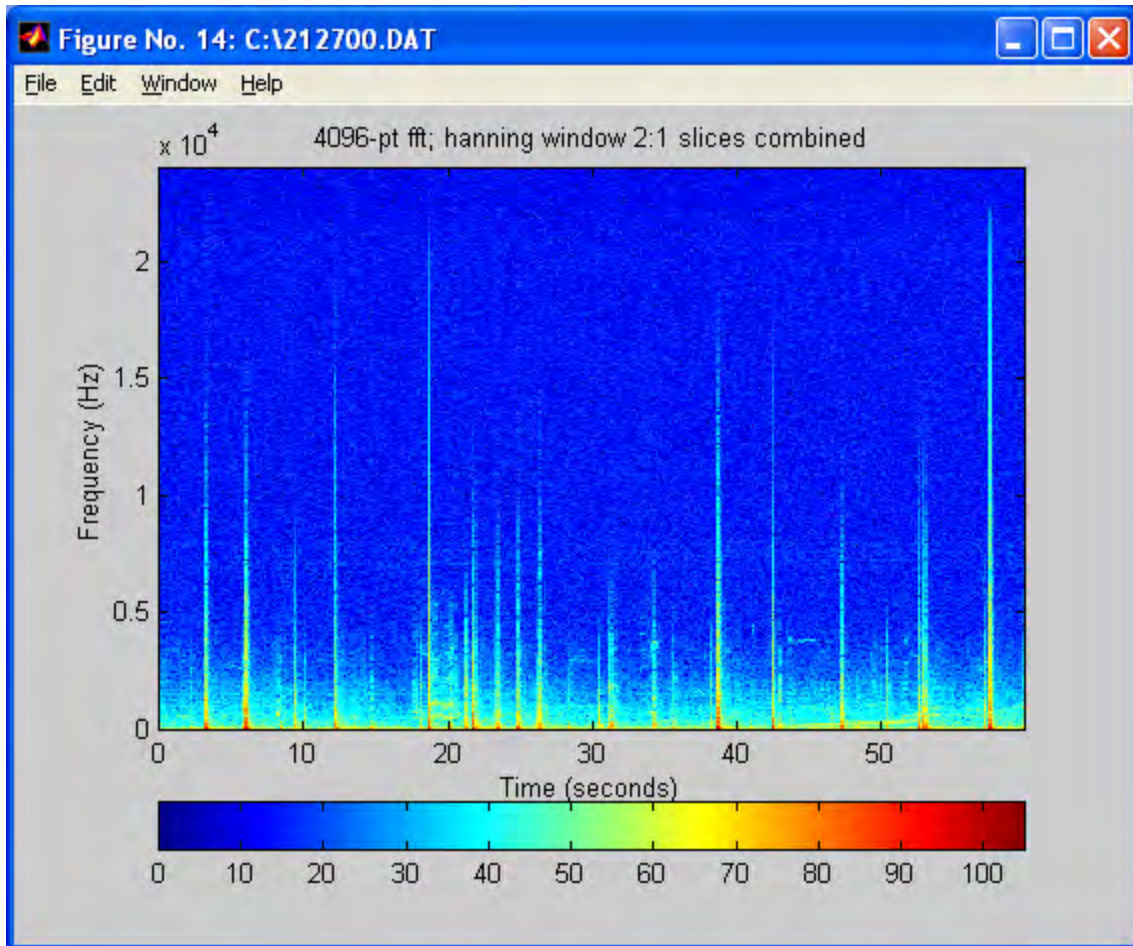 Figure No. 14: C:\212700.DAT
File Edit Window Help
x 10^4
4096-pt fft; hanning window 2:1 slices combined
2
1.5
1
0.5
0
Frequency (Hz)
0 10 20 30 40 50
Time (seconds)
0 10 20 30 40 50 60 70 80 90 100